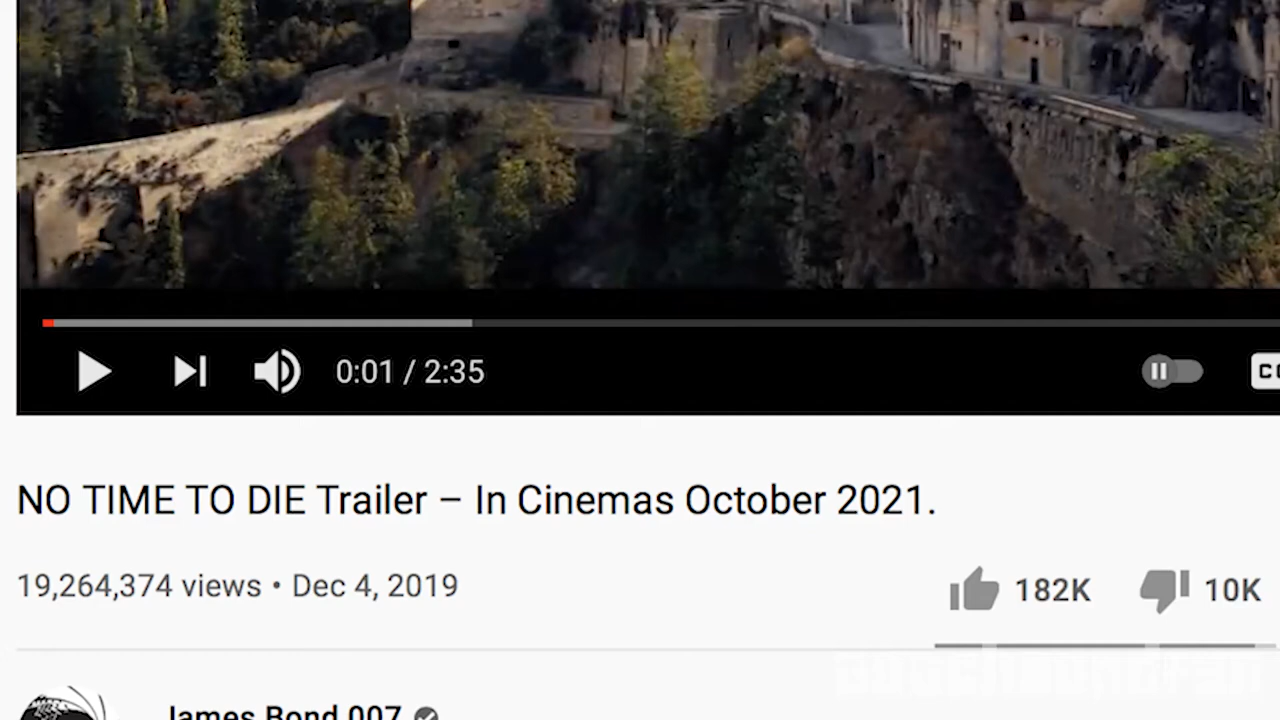 0:01 / 2:35
NO TIME TO DIE Trailer – In Cinemas October 2021.
19,264,374 views • Dec 4, 2019
182K
10K
James Bond 007